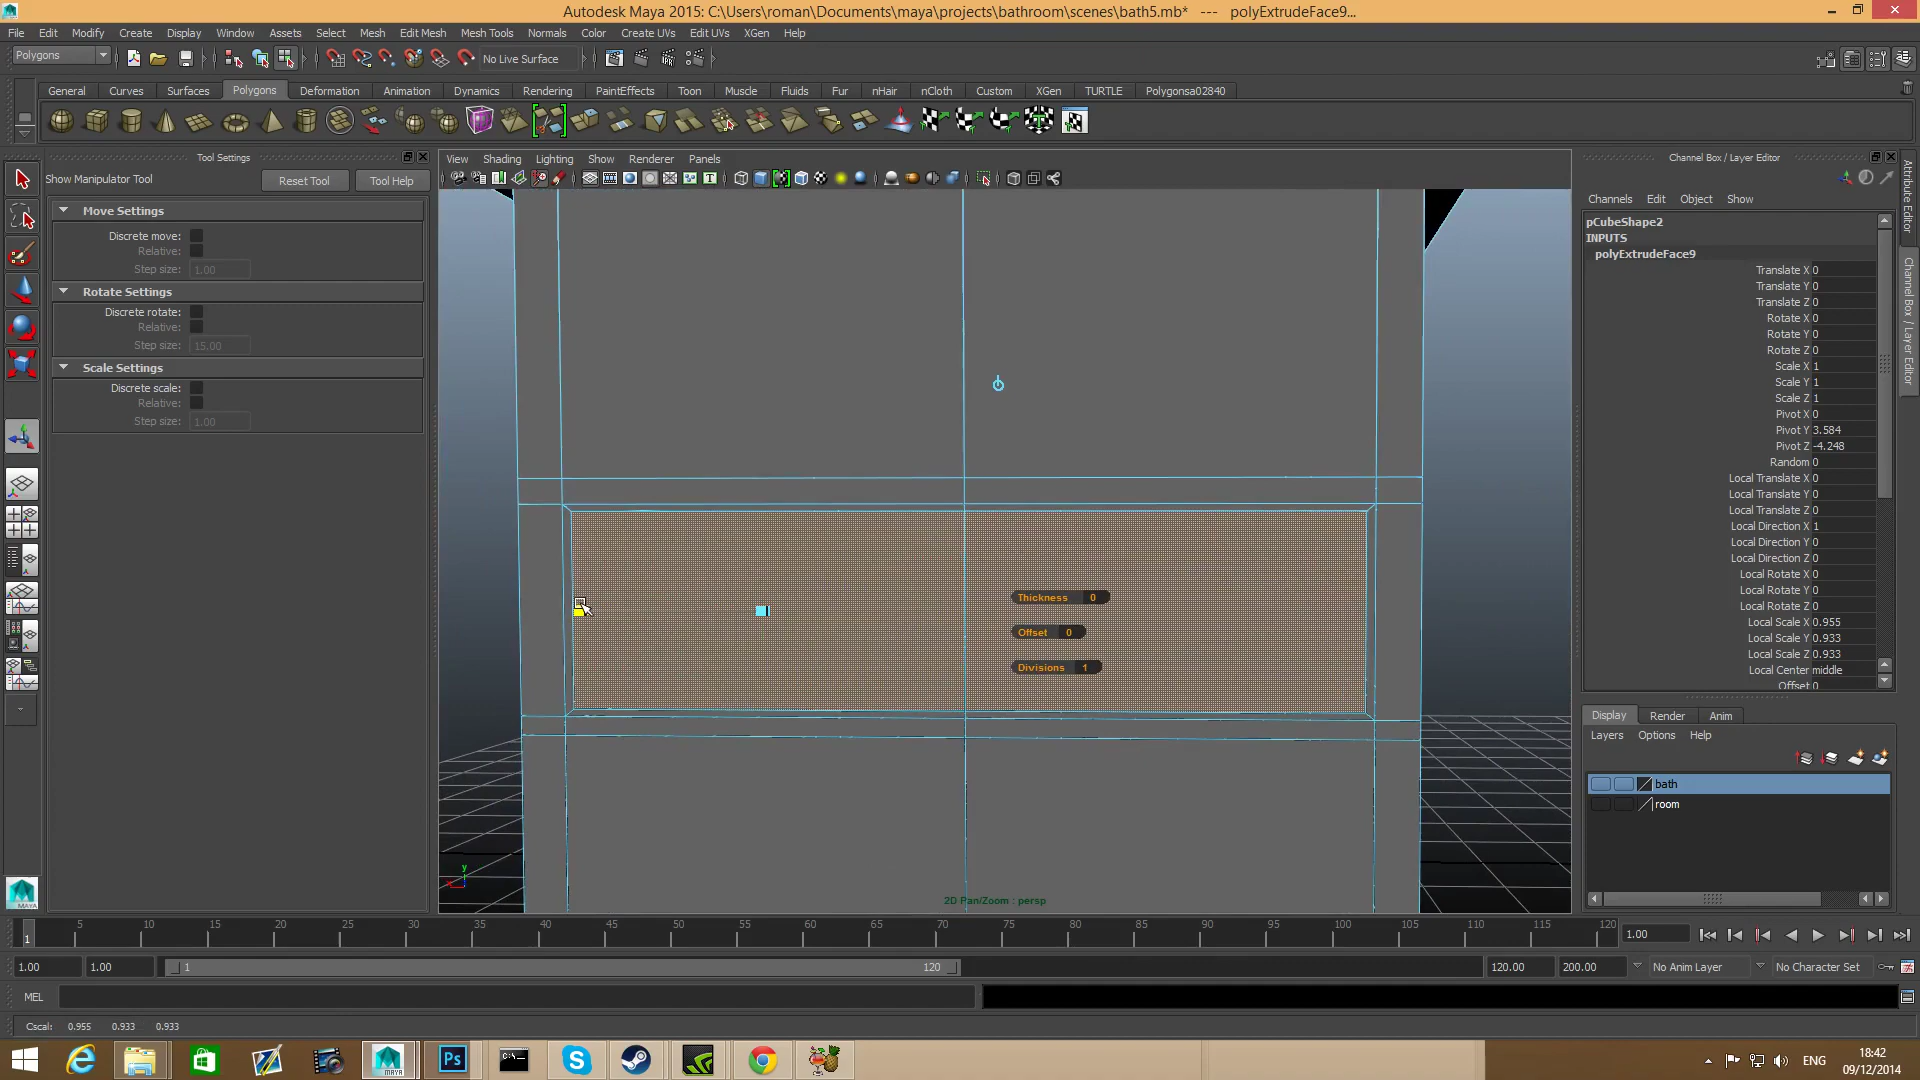 Autodesk Maya 2015: C:\Users\roman\Documents\maya\projects\bathroom\scenes\bath5.mb* --- polyExtrudeFace9...
File Edit Modify Create Display Window Assets Select Mesh Edit Mesh Mesh Tools Normals Color Create UVs Edit UVs XGen Help
Polygons
No Live Surface
General Curves Surfaces Polygons Deformation Animation Dynamics Rendering PaintEffects Toon Muscle Fluids Fur nHair nCloth Custom XGen TURTLE Polygonsa02840
Tool Settings
Show Manipulator Tool
Reset Tool
Tool Help
Move Settings
Discrete move:
Relative:
Step size: 1.00
Rotate Settings
Discrete rotate:
Relative:
Step size: 15.00
Scale Settings
Discrete scale:
Relative:
Step size: 1.00
View Shading Lighting Show Renderer Panels
Thickness 0
Offset 0
Divisions 1
2D Pan/Zoom : persp
y
Channel Box / Layer Editor
Channels Edit Object Show
pCubeShape2
INPUTS
polyExtrudeFace9
Translate X 0
Translate Y 0
Translate Z 0
Rotate X 0
Rotate Y 0
Rotate Z 0
Scale X 1
Scale Y 1
Scale Z 1
Pivot X 0
Pivot Y 3.584
Pivot Z -4.248
Random 0
Local Translate X 0
Local Translate Y 0
Local Translate Z 0
Local Direction X 1
Local Direction Y 0
Local Direction Z 0
Local Rotate X 0
Local Rotate Y 0
Local Rotate Z 0
Local Scale X 0.955
Local Scale Y 0.933
Local Scale Z 0.933
Local Center middle
Offset 0
Attribute Editor
Channel Box / Layer Editor
Display Render Anim
Layers Options Help
bath
room
1 5 10 15 20 25 30 35 40 45 50 55 60 65 70 75 80 85 90 95 100 105 110 115 120
1.00
1.00 1.00 1 120 120.00 200.00 No Anim Layer No Character Set
MEL
Cscal: 0.955 0.933 0.933
MAYA
Ps
C:\
ENG
18:42
09/12/2014